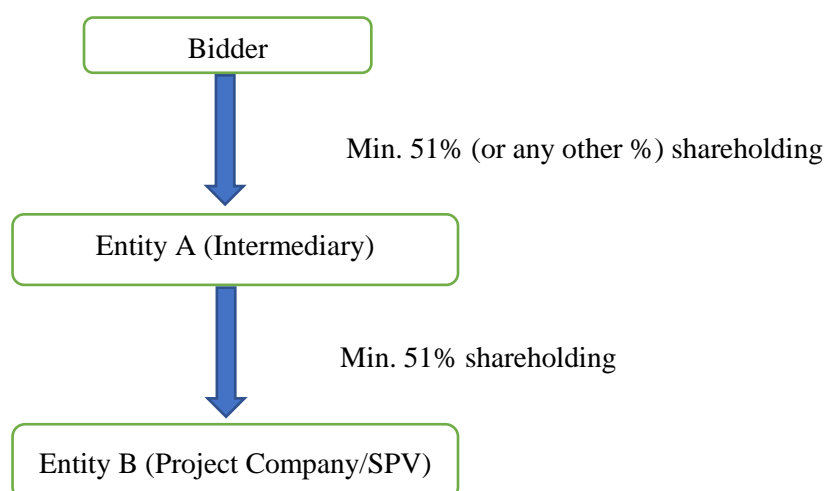 Bidder
Min. 51% (or any other %) shareholding
Entity A (Intermediary)
Min. 51% shareholding
Entity B (Project Company/SPV)